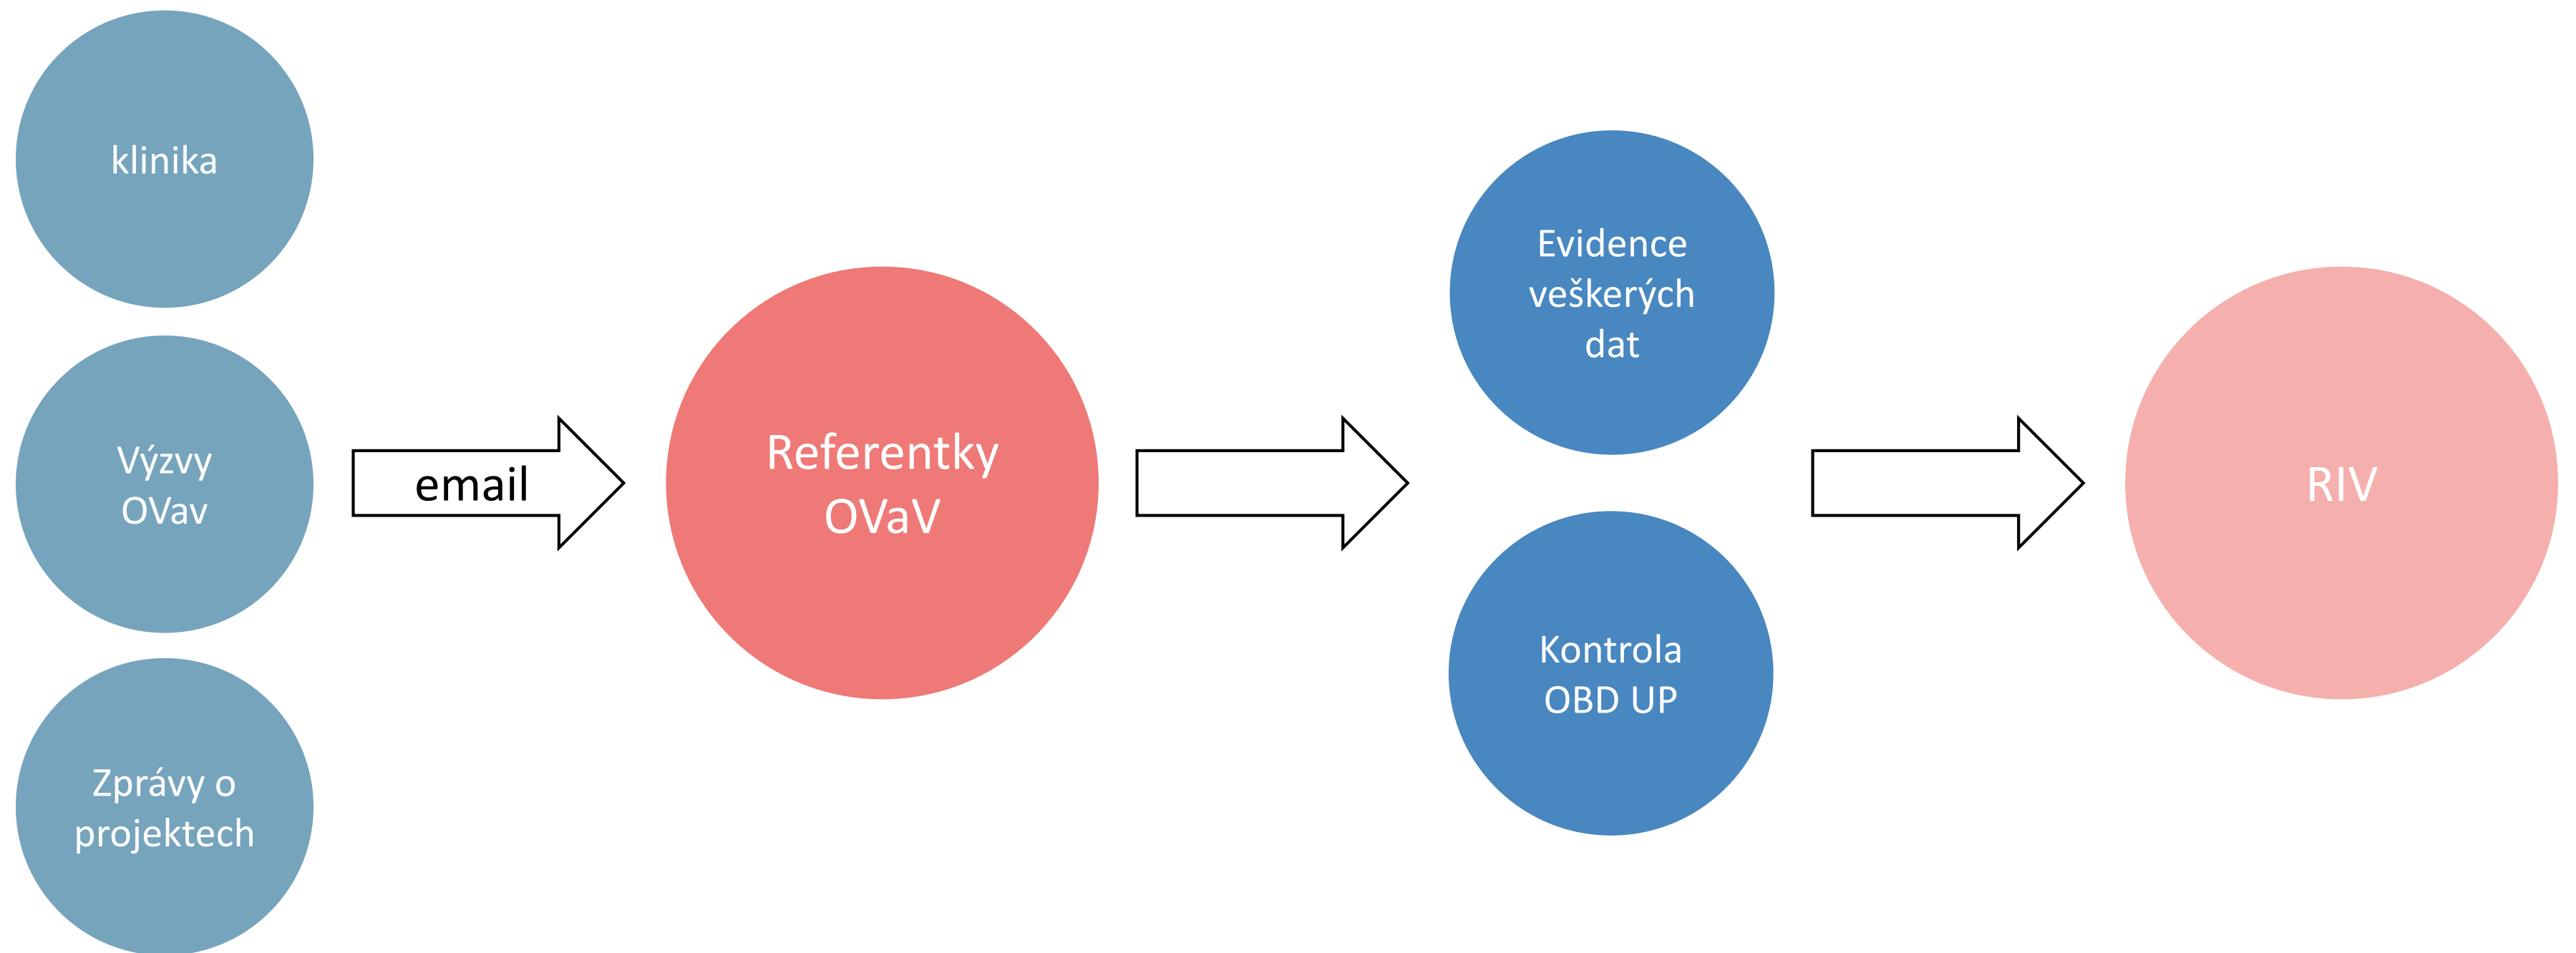 klinika
Výzvy
OVav
Zprávy o
projektech
email
Referentky
OVaV
Evidence
veškerých
dat
Kontrola
OBD UP
RIV